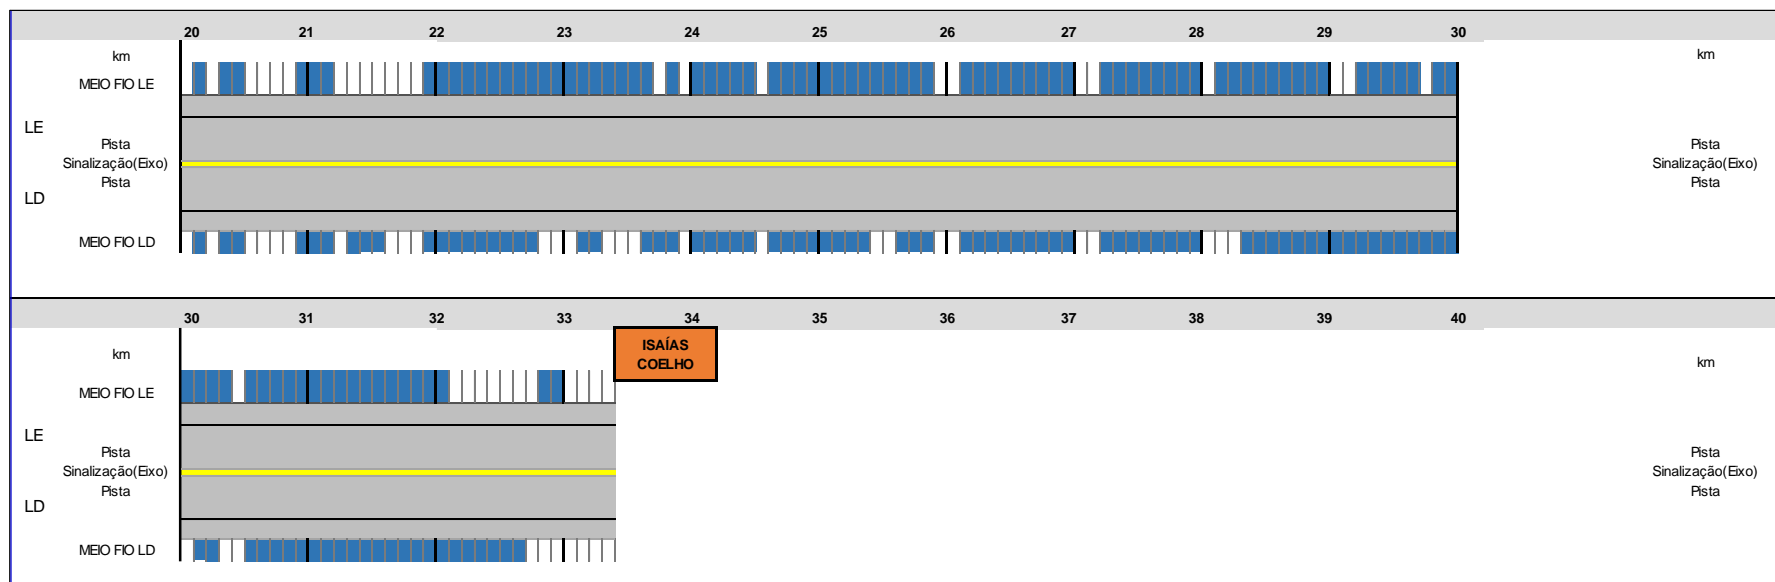 20 21 22 23 24 25 26 27 28 29 30
km km
MEIO FIO LE
LE
Pista Pista
Sinalização(Eixo) Sinalização(Eixo)
Pista Pista
LD
MEIO FIO LD
30 31 32 33 34 35 36 37 38 39 40
ISAÍAS
COELHO
km km
MEIO FIO LE
LE
Pista Pista
Sinalização(Eixo) Sinalização(Eixo)
Pista Pista
LD
MEIO FIO LD